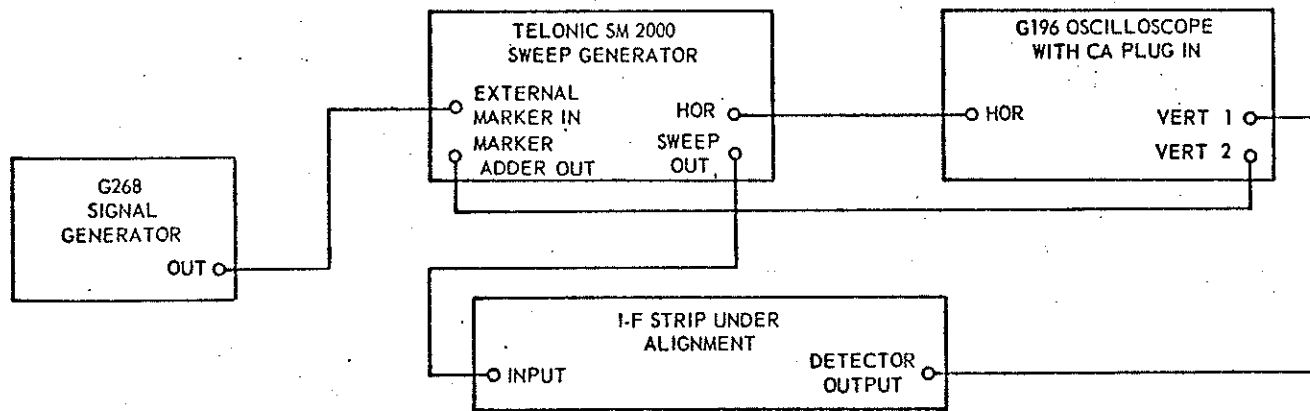 TELONIC SM 2000
SWEEP GENERATOR
EXTERNAL
MARKER IN
MARKER
ADDER OUT
HOR
SWEEP
OUT
G196 OSCILLOSCOPE
WITH CA PLUG IN
HOR
VERT 1
VERT 2
G268
SIGNAL
GENERATOR
OUT
I-F STRIP UNDER
ALIGNMENT
INPUT
DETECTOR
OUTPUT